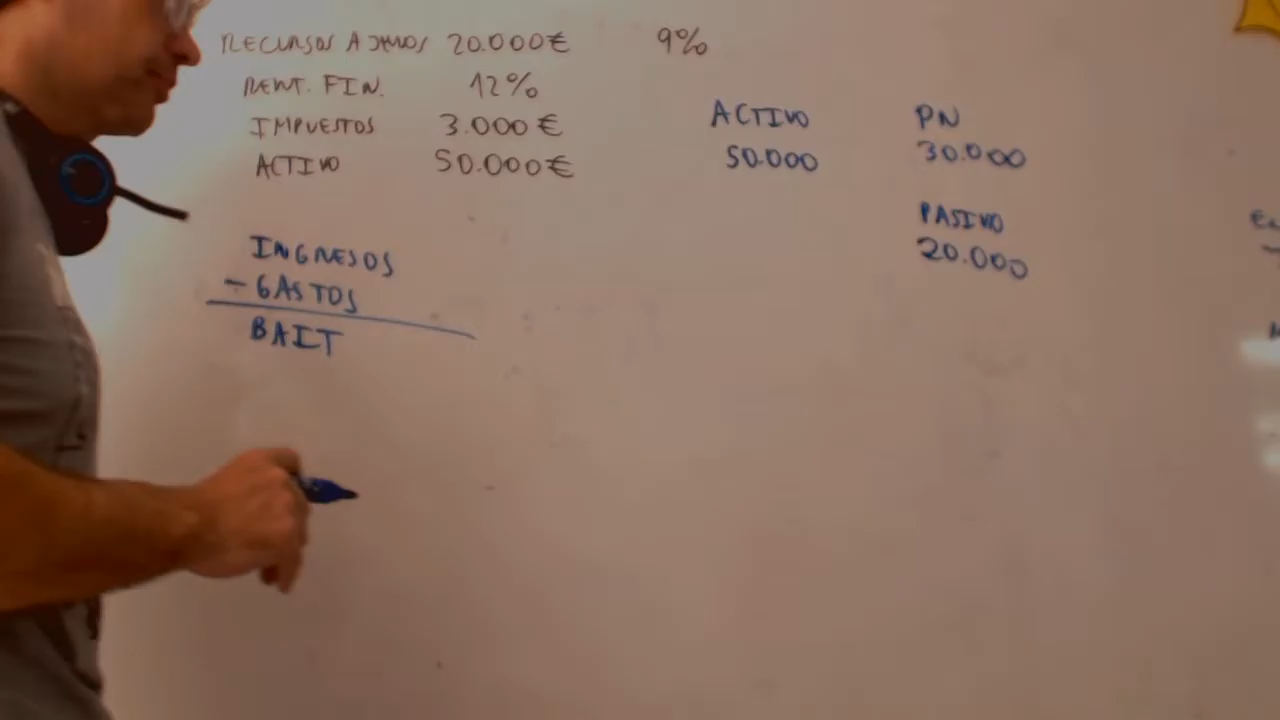 RECURSOS AJENOS 20.000€ 9%
RENT. FIN. 12%
IMPUESTOS 3.000€
ACTIVO 50.000€
ACTIVO PN
50.000 30.000
PASIVO
20.000
INGRESOS
- GASTOS
BAIT